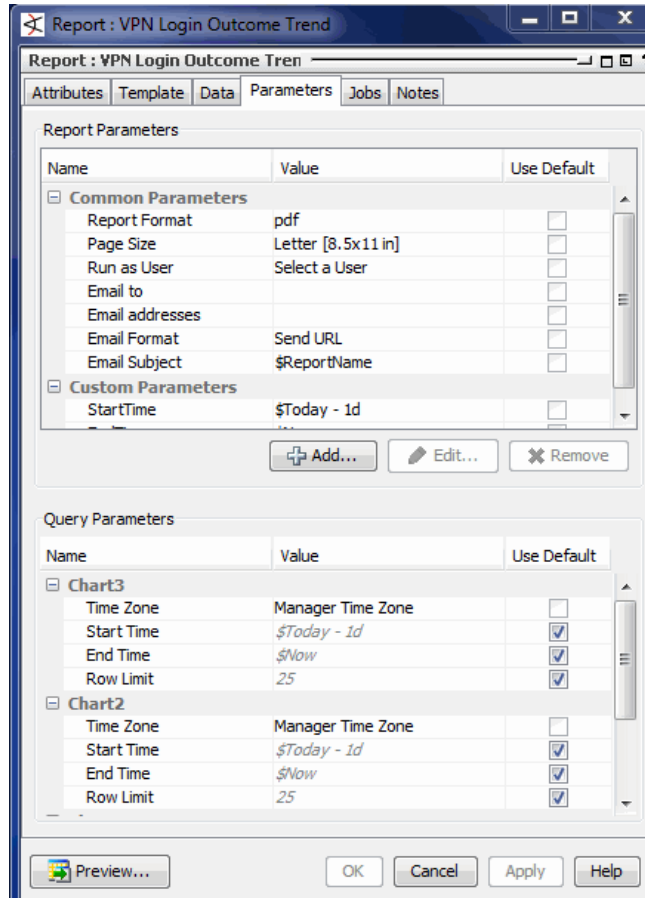 Report : VPN Login Outcome Trend
Report : VPN Login Outcome Tren
Attributes Template Data Parameters Jobs Notes
Report Parameters
Name Value Use Default
Common Parameters
Report Format pdf
Page Size Letter [8.5x11 in]
Run as User Select a User
Email to
Email addresses
Email Format Send URL
Email Subject $ReportName
Custom Parameters
StartTime $Today - 1d
Add... Edit... Remove
Query Parameters
Name Value Use Default
Chart3
Time Zone Manager Time Zone
Start Time $Today - 1d
End Time $Now
Row Limit 25
Chart2
Time Zone Manager Time Zone
Start Time $Today - 1d
End Time $Now
Row Limit 25
Preview... OK Cancel Apply Help